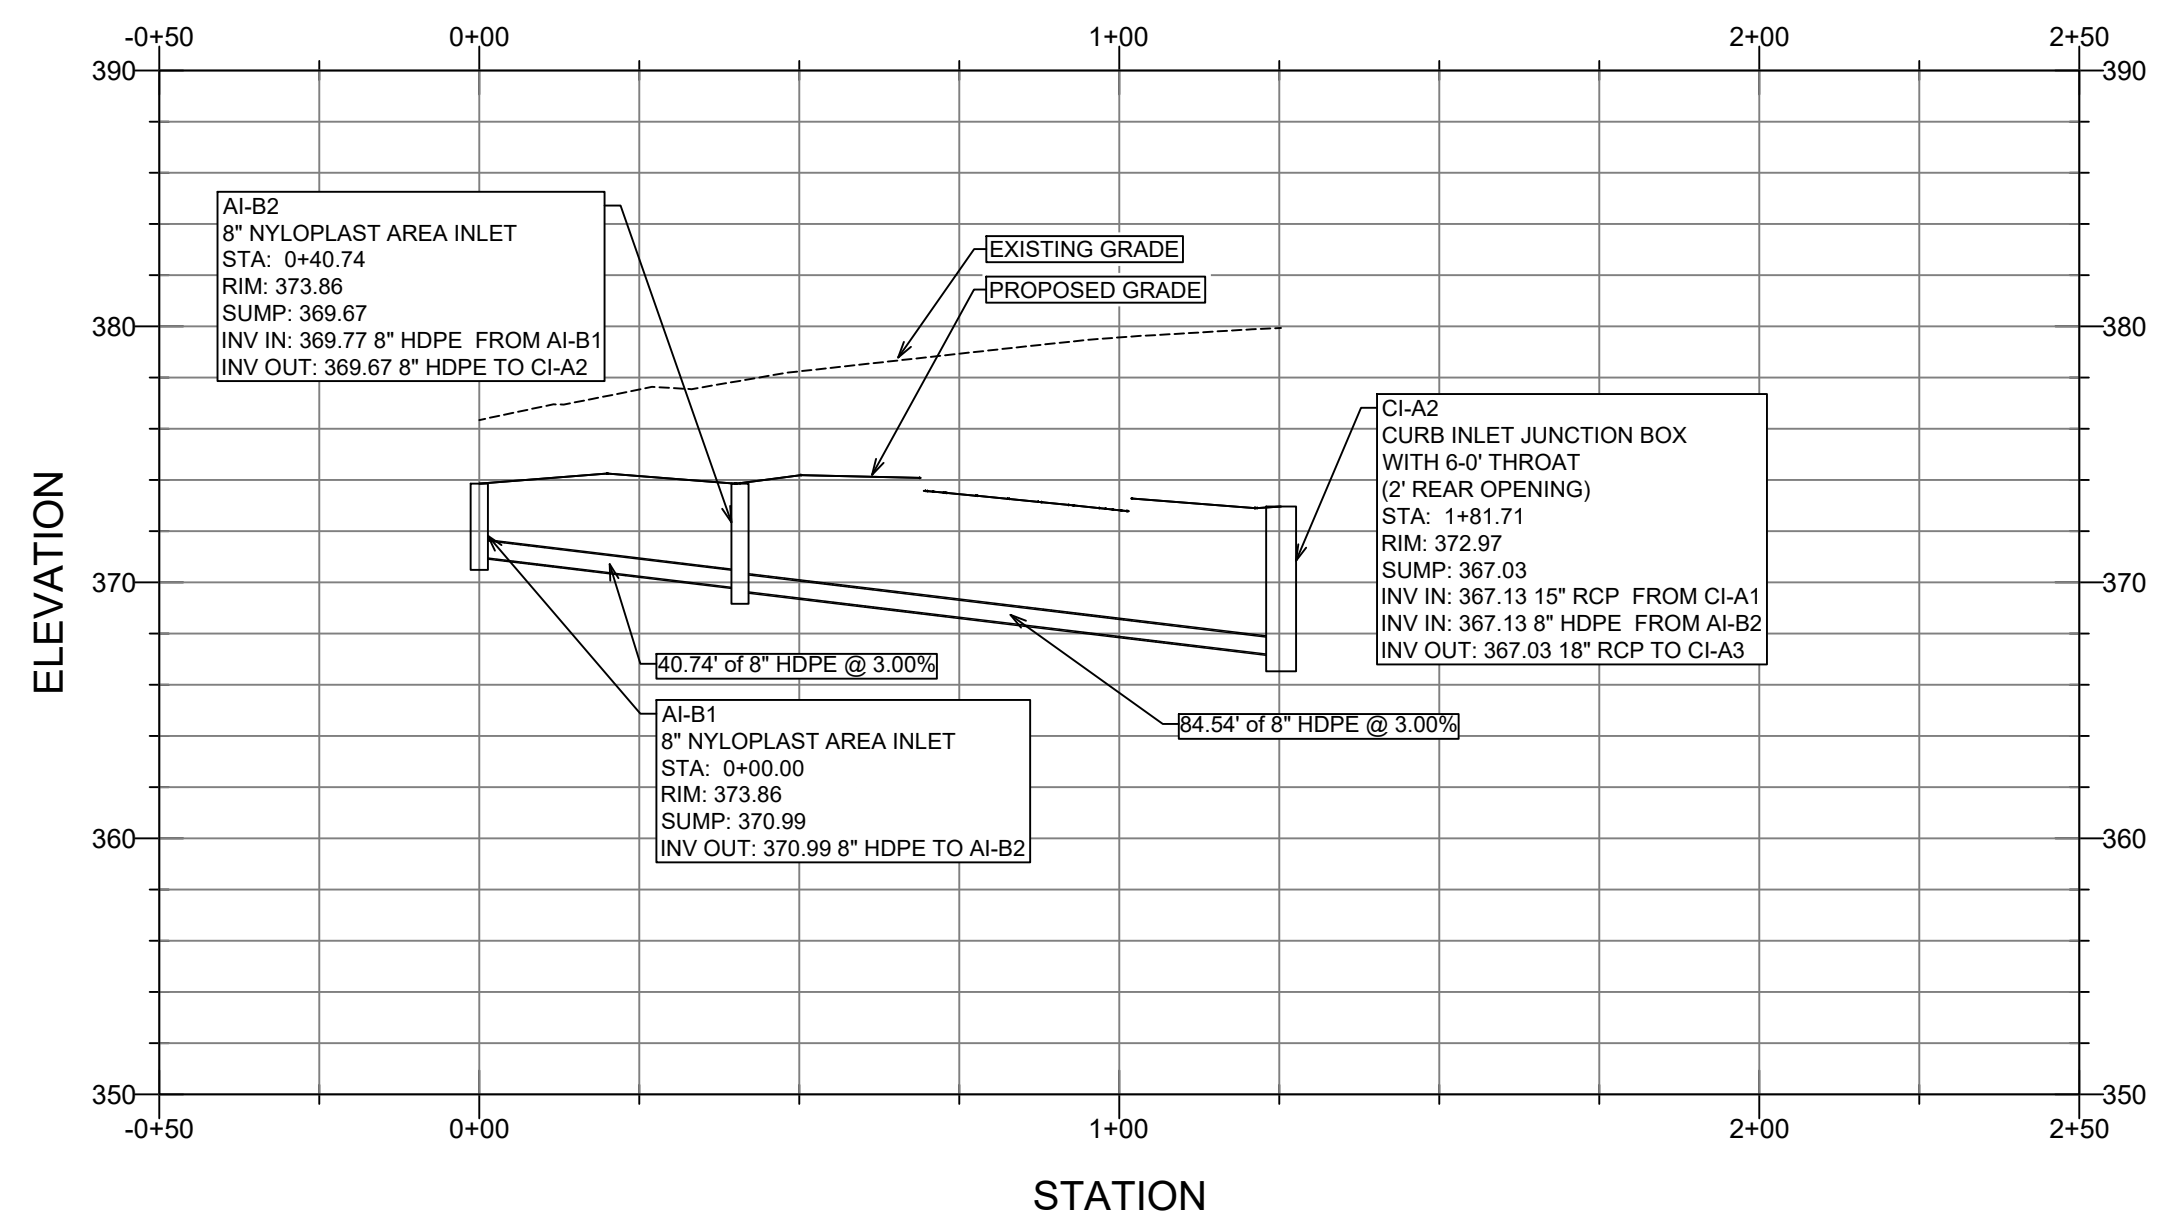 -0+50 0+00 1+00 2+00 2+50
390 390
AI-B2
8" NYLOPLAST AREA INLET
STA: 0+40.74
RIM: 373.86
SUMP: 369.67
INV IN: 369.77 8" HDPE FROM AI-B1
INV OUT: 369.67 8" HDPE TO CI-A2
EXISTING GRADE
PROPOSED GRADE
380 380
CI-A2
CURB INLET JUNCTION BOX
WITH 6-0' THROAT
(2' REAR OPENING)
STA: 1+81.71
RIM: 372.97
SUMP: 367.03
INV IN: 367.13 15" RCP FROM CI-A1
INV IN: 367.13 8" HDPE FROM AI-B2
INV OUT: 367.03 18" RCP TO CI-A3
ELEVATION
370 370
40.74' of 8" HDPE @ 3.00%
AI-B1
8" NYLOPLAST AREA INLET
STA: 0+00.00
RIM: 373.86
SUMP: 370.99
INV OUT: 370.99 8" HDPE TO AI-B2
84.54' of 8" HDPE @ 3.00%
360 360
350 350
-0+50 0+00 1+00 2+00 2+50
STATION